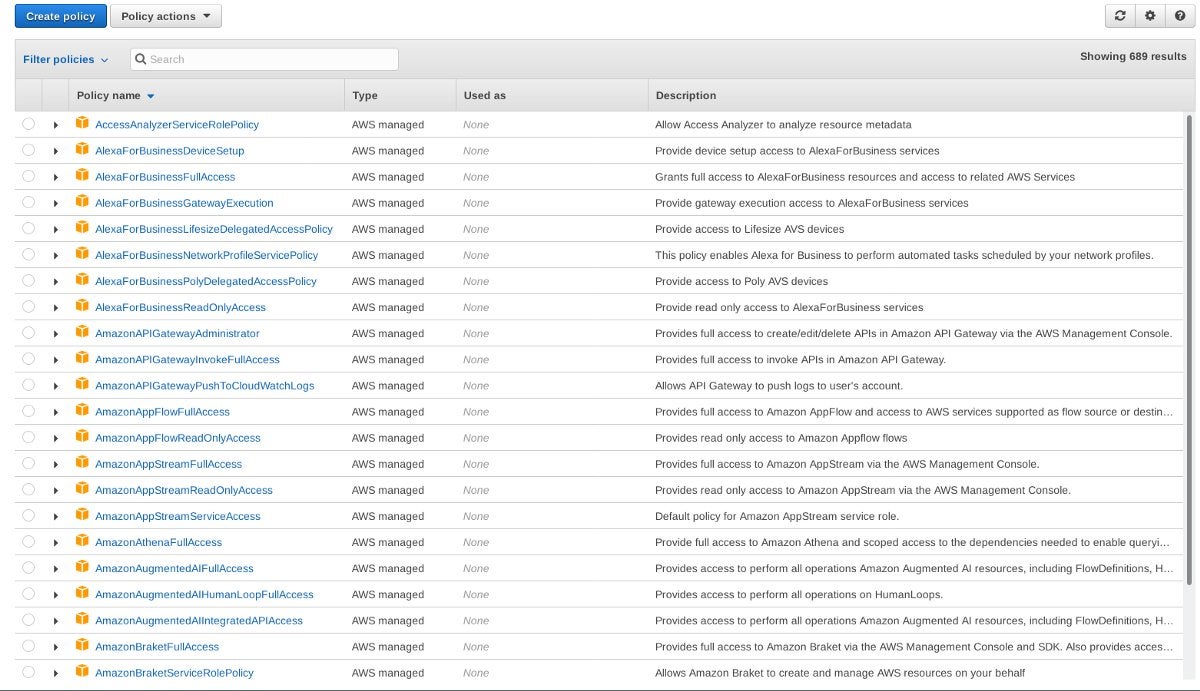 Create policy Policy actions
Filter policies Search Showing 689 results
Policy name Type Used as Description
AccessAnalyzerServiceRolePolicy AWS managed None Allow Access Analyzer to analyze resource metadata
AlexaForBusinessDeviceSetup AWS managed None Provide device setup access to AlexaForBusiness services
AlexaForBusinessFullAccess AWS managed None Grants full access to AlexaForBusiness resources and access to related AWS Services
AlexaForBusinessGatewayExecution AWS managed None Provide gateway execution access to AlexaForBusiness services
AlexaForBusinessLifesizeDelegatedAccessPolicy AWS managed None Provide access to Lifesize AVS devices
AlexaForBusinessNetworkProfileServicePolicy AWS managed None This policy enables Alexa for Business to perform automated tasks scheduled by your network profiles.
AlexaForBusinessPolyDelegatedAccessPolicy AWS managed None Provide access to Poly AVS devices
AlexaForBusinessReadOnlyAccess AWS managed None Provide read only access to AlexaForBusiness services
AmazonAPIGatewayAdministrator AWS managed None Provides full access to create/edit/delete APIs in Amazon API Gateway via the AWS Management Console.
AmazonAPIGatewayInvokeFullAccess AWS managed None Provides full access to invoke APIs in Amazon API Gateway.
AmazonAPIGatewayPushToCloudWatchLogs AWS managed None Allows API Gateway to push logs to user's account.
AmazonAppFlowFullAccess AWS managed None Provides full access to Amazon AppFlow and access to AWS services supported as flow source or destin...
AmazonAppFlowReadOnlyAccess AWS managed None Provides read only access to Amazon Appflow flows
AmazonAppStreamFullAccess AWS managed None Provides full access to Amazon AppStream via the AWS Management Console.
AmazonAppStreamReadOnlyAccess AWS managed None Provides read only access to Amazon AppStream via the AWS Management Console.
AmazonAppStreamServiceAccess AWS managed None Default policy for Amazon AppStream service role.
AmazonAthenaFullAccess AWS managed None Provide full access to Amazon Athena and scoped access to the dependencies needed to enable queryi...
AmazonAugmentedAIFullAccess AWS managed None Provides access to perform all operations Amazon Augmented AI resources, including FlowDefinitions, H...
AmazonAugmentedAIHumanLoopFullAccess AWS managed None Provides access to perform all operations on HumanLoops.
AmazonAugmentedAIIntegratedAPIAccess AWS managed None Provides access to perform all operations Amazon Augmented AI resources, including FlowDefinitions, H...
AmazonBraketFullAccess AWS managed None Provides full access to Amazon Braket via the AWS Management Console and SDK. Also provides acces...
AmazonBraketServiceRolePolicy AWS managed None Allows Amazon Braket to create and manage AWS resources on your behalf